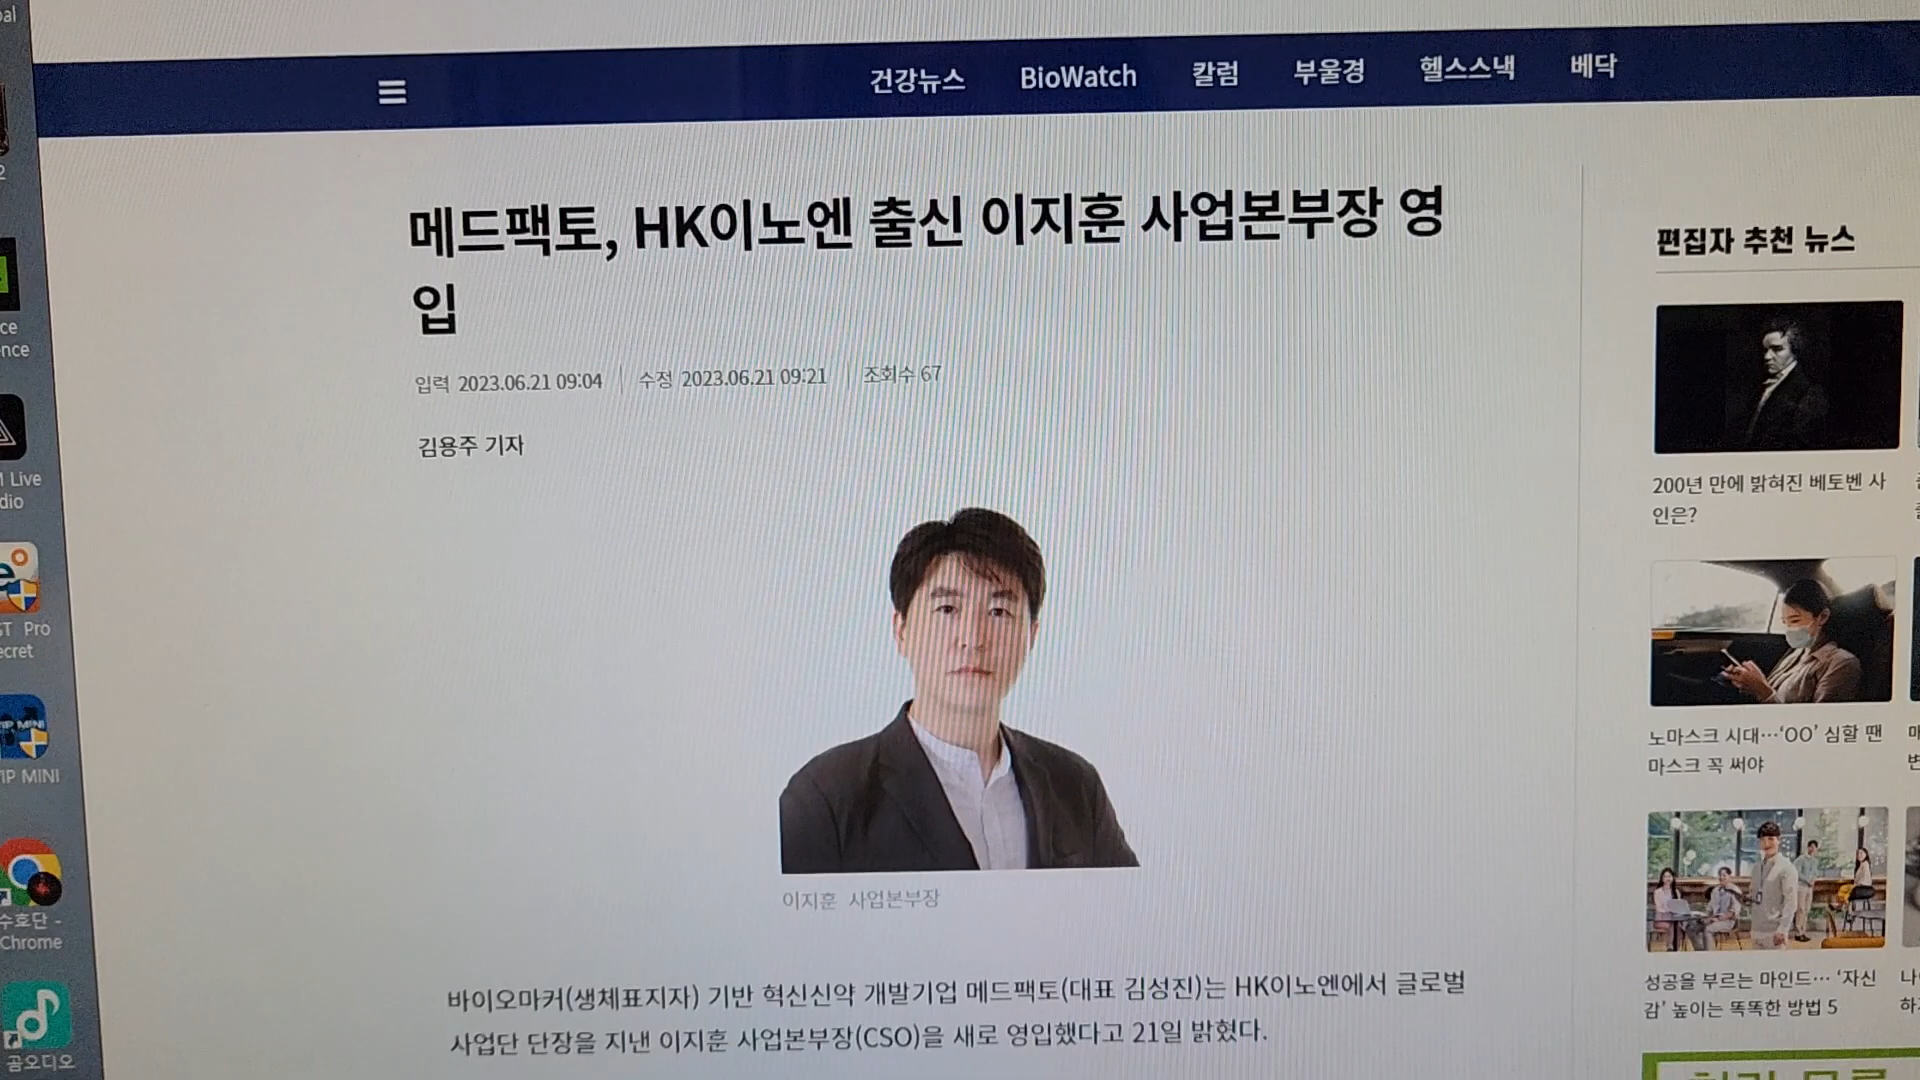 건강뉴스 BioWatch 칼럼 부울경 헬스스낵 베닥
메드팩토, HK이노엔 출신 이지훈 사업본부장 영
입
입력 2023.06.21 09:04 수정 2023.06.21 09:21 조회수 67
김용주 기자
이지훈 사업본부장
바이오마커(생체표지자) 기반 혁신신약 개발기업 메드팩토(대표 김성진)는 HK이노엔에서 글로벌
사업단 단장을 지낸 이지훈 사업본부장(CSO)을 새로 영입했다고 21일 밝혔다.
편집자 추천 뉴스
200년 만에 밝혀진 베토벤 사
인은?
노마스크 시대…‘OO’ 심할 땐
마스크 꼭 써야
성공을 부르는 마인드… ‘자신
감’ 높이는 똑똑한 방법 5
Live
Pro
MINI
수호단 -
Chrome
곰오디오